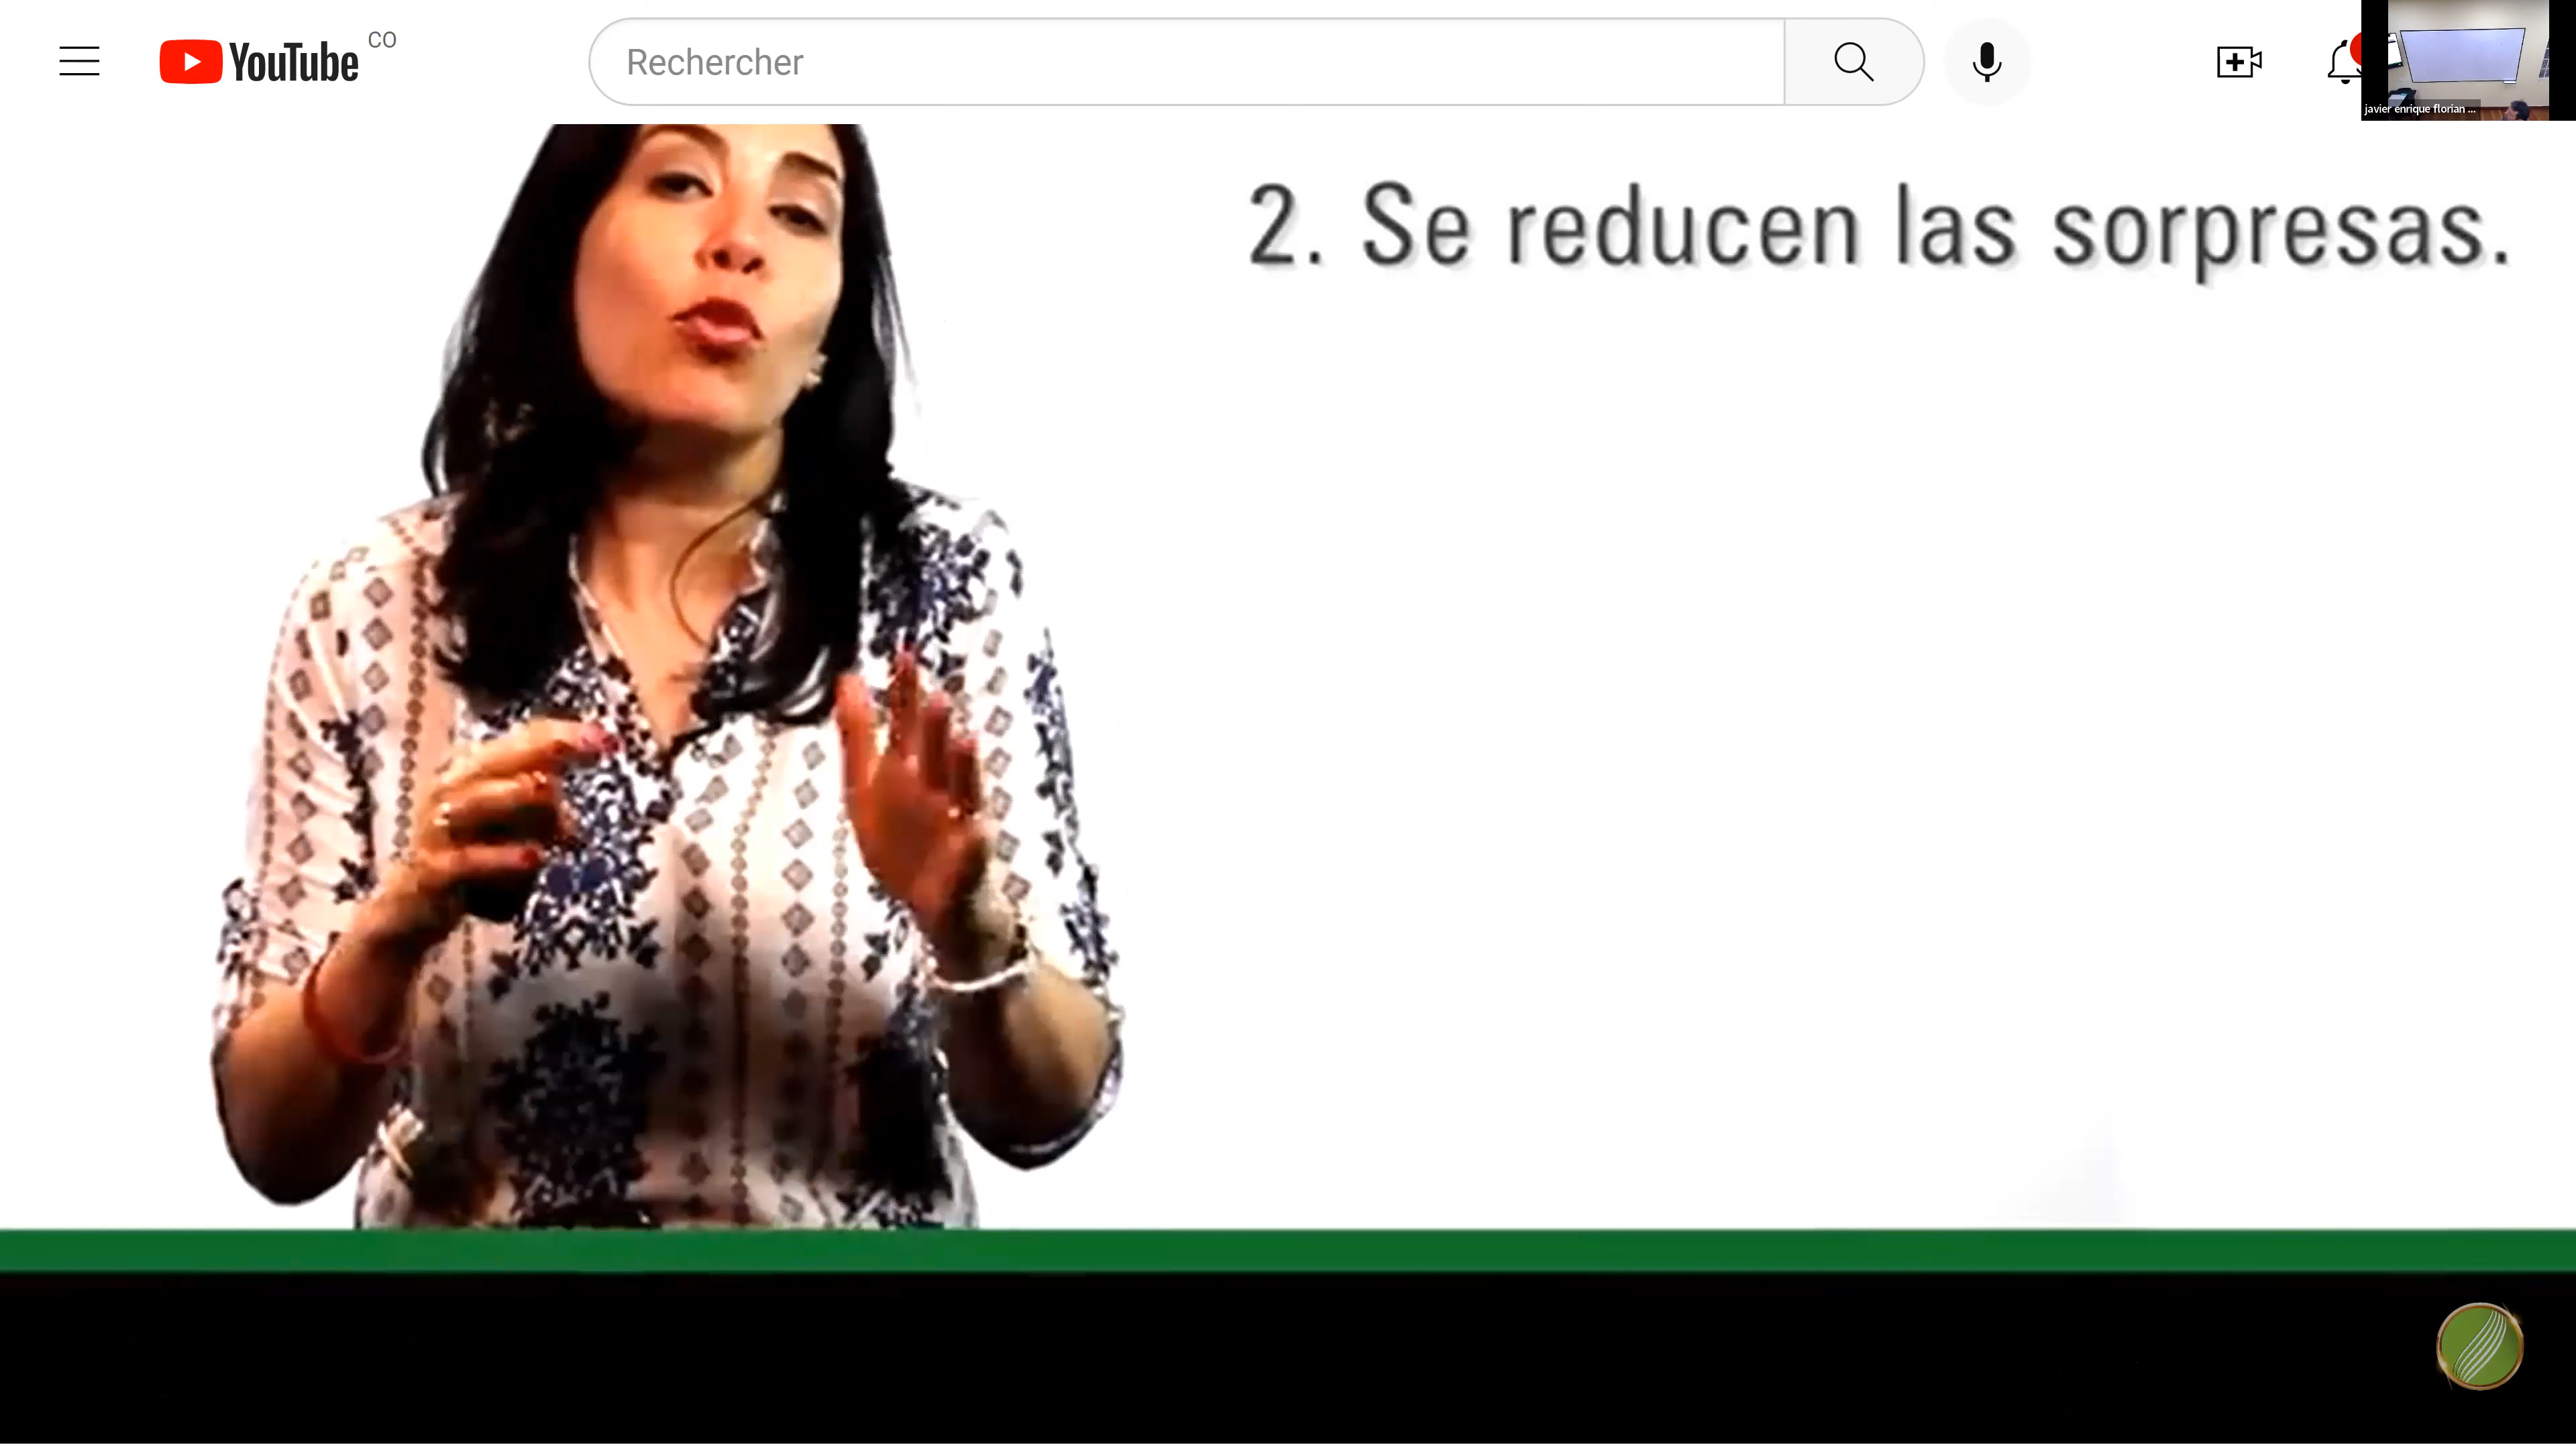 YouTube CO
Rechercher
javier enrique florian ...
2. Se reducen las sorpresas.